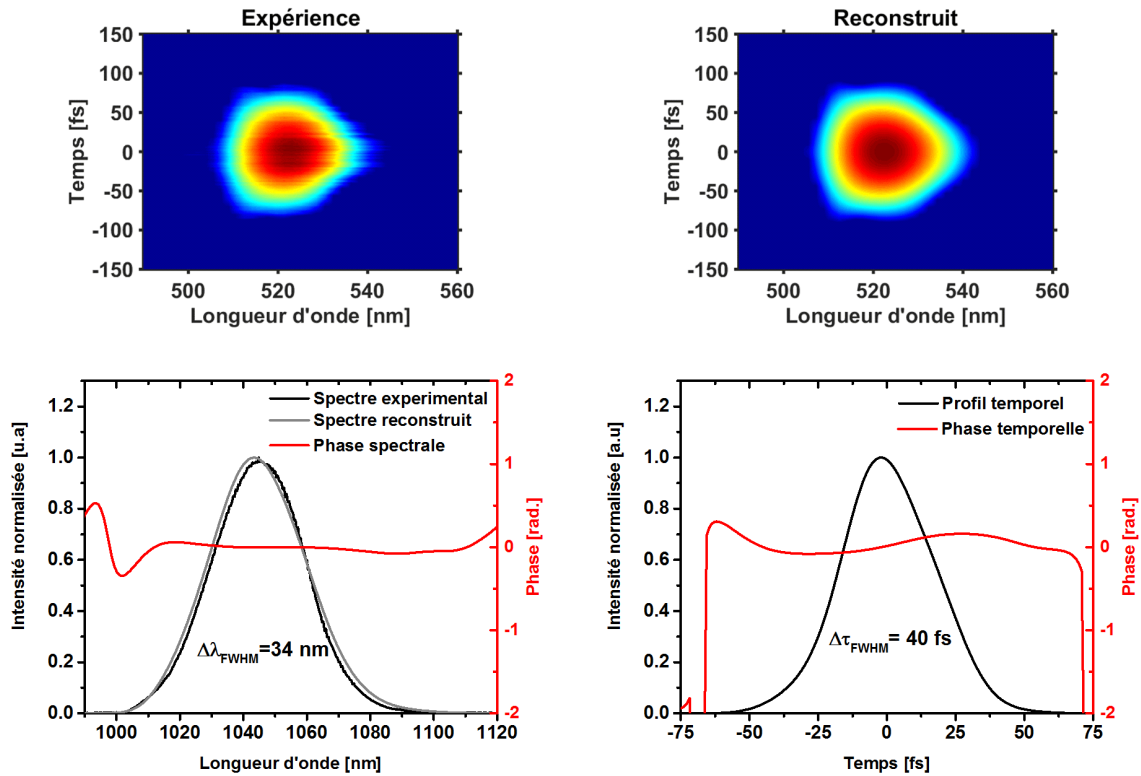 Expérience
150
100
50
0
-50
-100
-150
Temps [fs]
500 520 540 560
Longueur d'onde [nm]
Reconstruit
150
100
50
0
-50
-100
-150
Temps [fs]
500 520 540 560
Longueur d'onde [nm]
Intensité normalisée [u.a]
1.2
1.0
0.8
0.6
0.4
0.2
0.0
Spectre experimental
Spectre reconstruit
Phase spectrale
ΔλFWHM=34 nm
2
1
0
-1
-2
Phase [rad.]
1000 1020 1040 1060 1080 1100 1120
Longueur d'onde [nm]
Intensité normalisée [a.u]
1.2
1.0
0.8
0.6
0.4
0.2
0.0
Profil temporel
Phase temporelle
ΔτFWHM= 40 fs
2
1
0
-1
-2
Phase [rad.]
-75 -50 -25 0 25 50 75
Temps [fs]